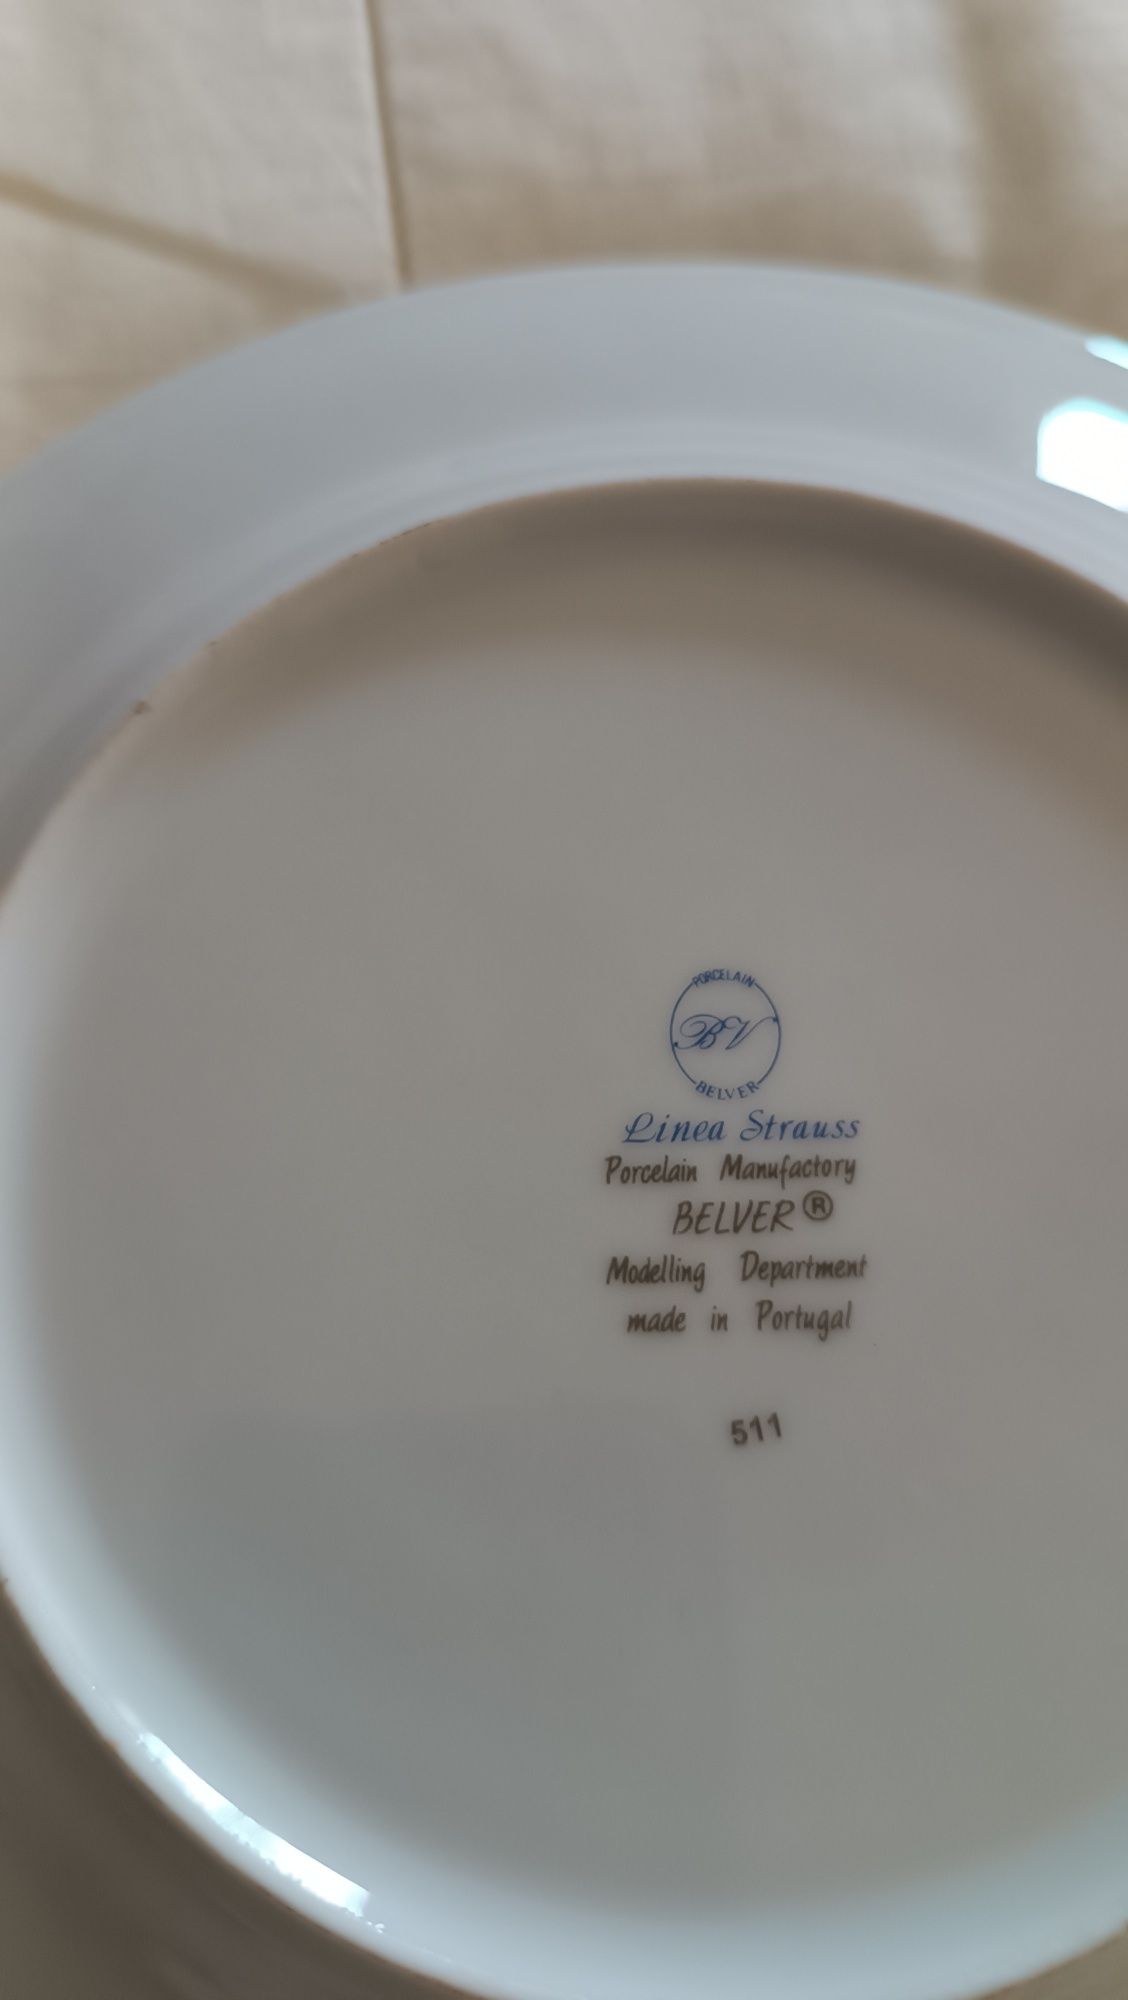 PORCELAIN
BV
BELVER
Linea Strauss
Porcelain Manufactory
BELVER ®
Modelling Department
made in Portugal
511